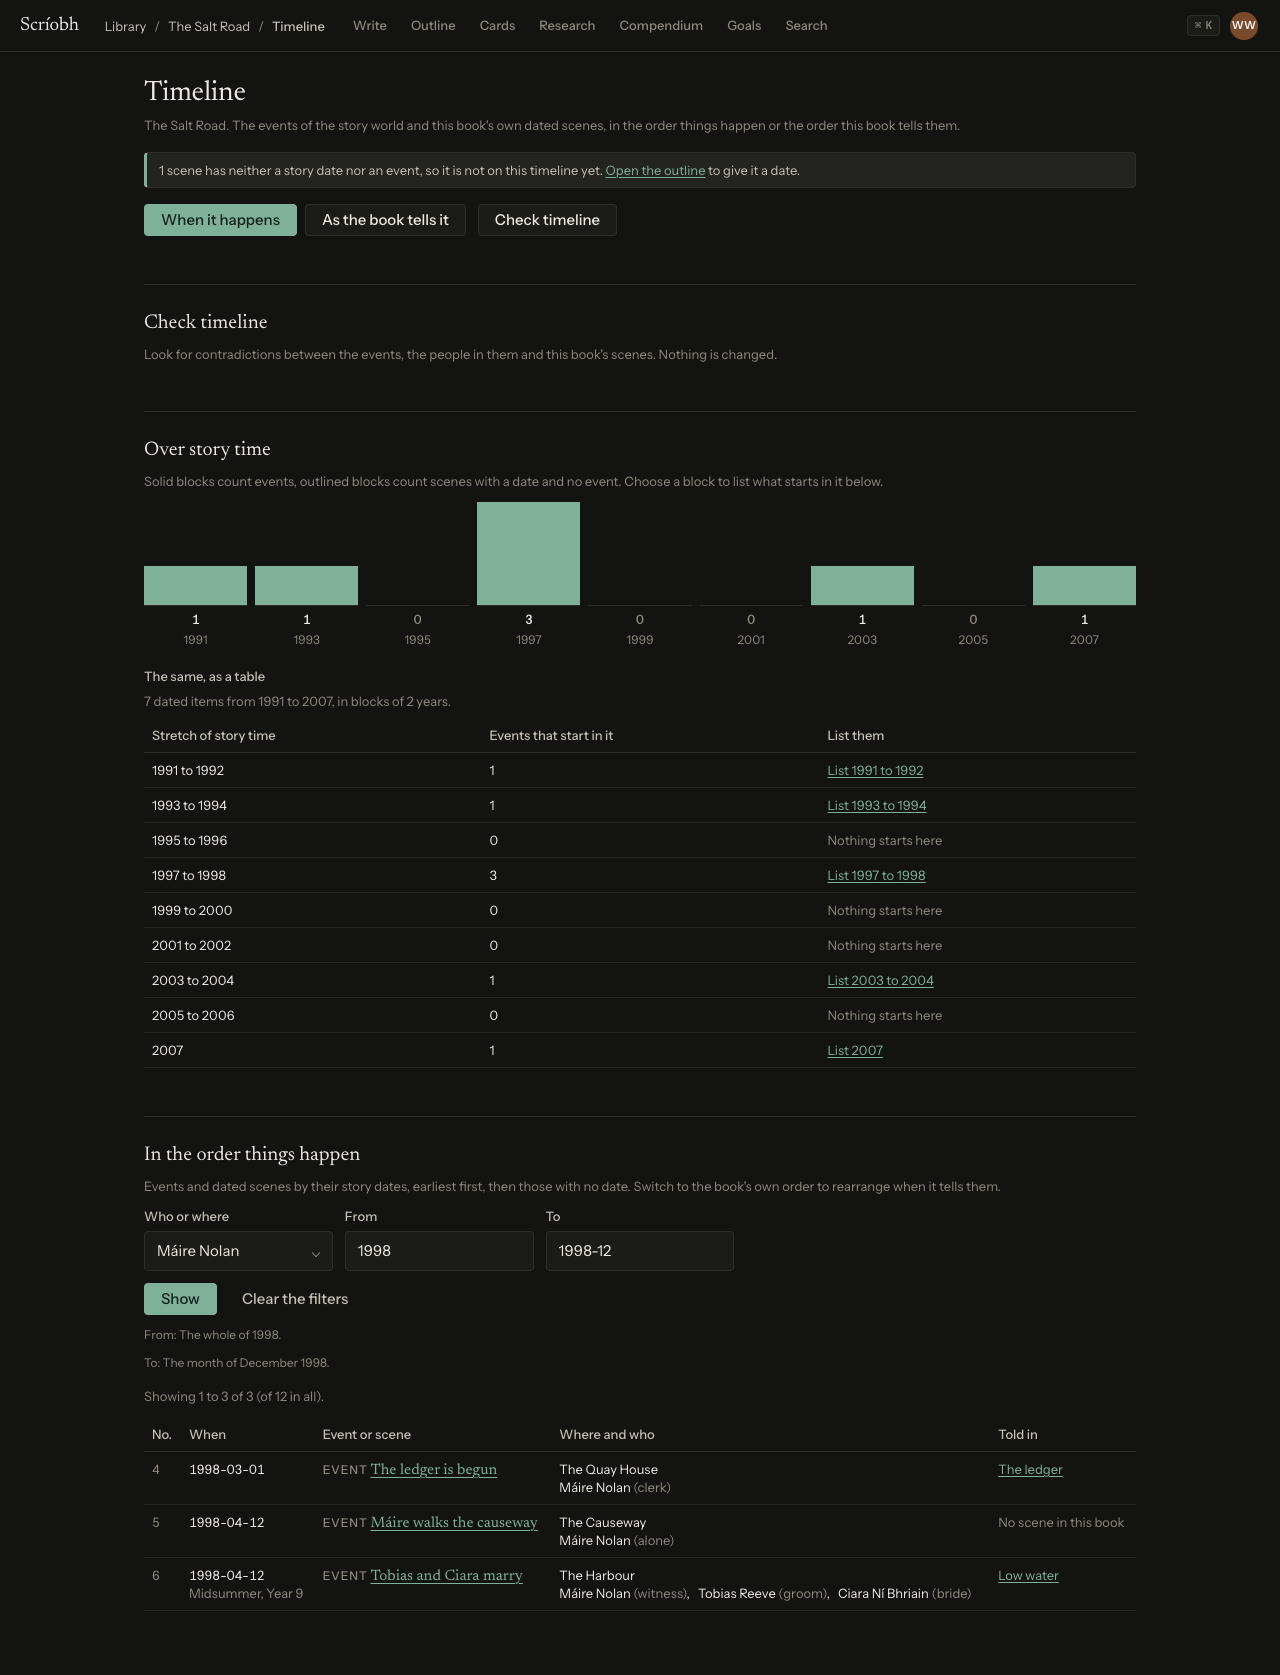 Scríobh
Library / The Salt Road / Timeline
Write Outline Cards Research Compendium Goals Search
⌘ K
WW
Timeline
The Salt Road. The events of the story world and this book's own dated scenes, in the order things happen or the order this book tells them.
1 scene has neither a story date nor an event, so it is not on this timeline yet. Open the outline to give it a date.
When it happens As the book tells it Check timeline
Check timeline
Look for contradictions between the events, the people in them and this book's scenes. Nothing is changed.
Over story time
Solid blocks count events, outlined blocks count scenes with a date and no event. Choose a block to list what starts in it below.
1 1 0 3 0 0 1 0 1
1991 1993 1995 1997 1999 2001 2003 2005 2007
The same, as a table
7 dated items from 1991 to 2007, in blocks of 2 years.
Stretch of story time Events that start in it List them
1991 to 1992 1 List 1991 to 1992
1993 to 1994 1 List 1993 to 1994
1995 to 1996 0 Nothing starts here
1997 to 1998 3 List 1997 to 1998
1999 to 2000 0 Nothing starts here
2001 to 2002 0 Nothing starts here
2003 to 2004 1 List 2003 to 2004
2005 to 2006 0 Nothing starts here
2007 1 List 2007
In the order things happen
Events and dated scenes by their story dates, earliest first, then those with no date. Switch to the book's own order to rearrange when it tells them.
Who or where From To
Máire Nolan 1998 1998-12
Show Clear the filters
From: The whole of 1998.
To: The month of December 1998.
Showing 1 to 3 of 3 (of 12 in all).
No. When Event or scene Where and who Told in
4 1998-03-01 EVENT The ledger is begun The Quay House The ledger
Máire Nolan (clerk)
5 1998-04-12 EVENT Máire walks the causeway The Causeway No scene in this book
Máire Nolan (alone)
6 1998-04-12 EVENT Tobias and Ciara marry The Harbour Low water
Midsummer, Year 9 Máire Nolan (witness), Tobias Reeve (groom), Ciara Ní Bhriain (bride)